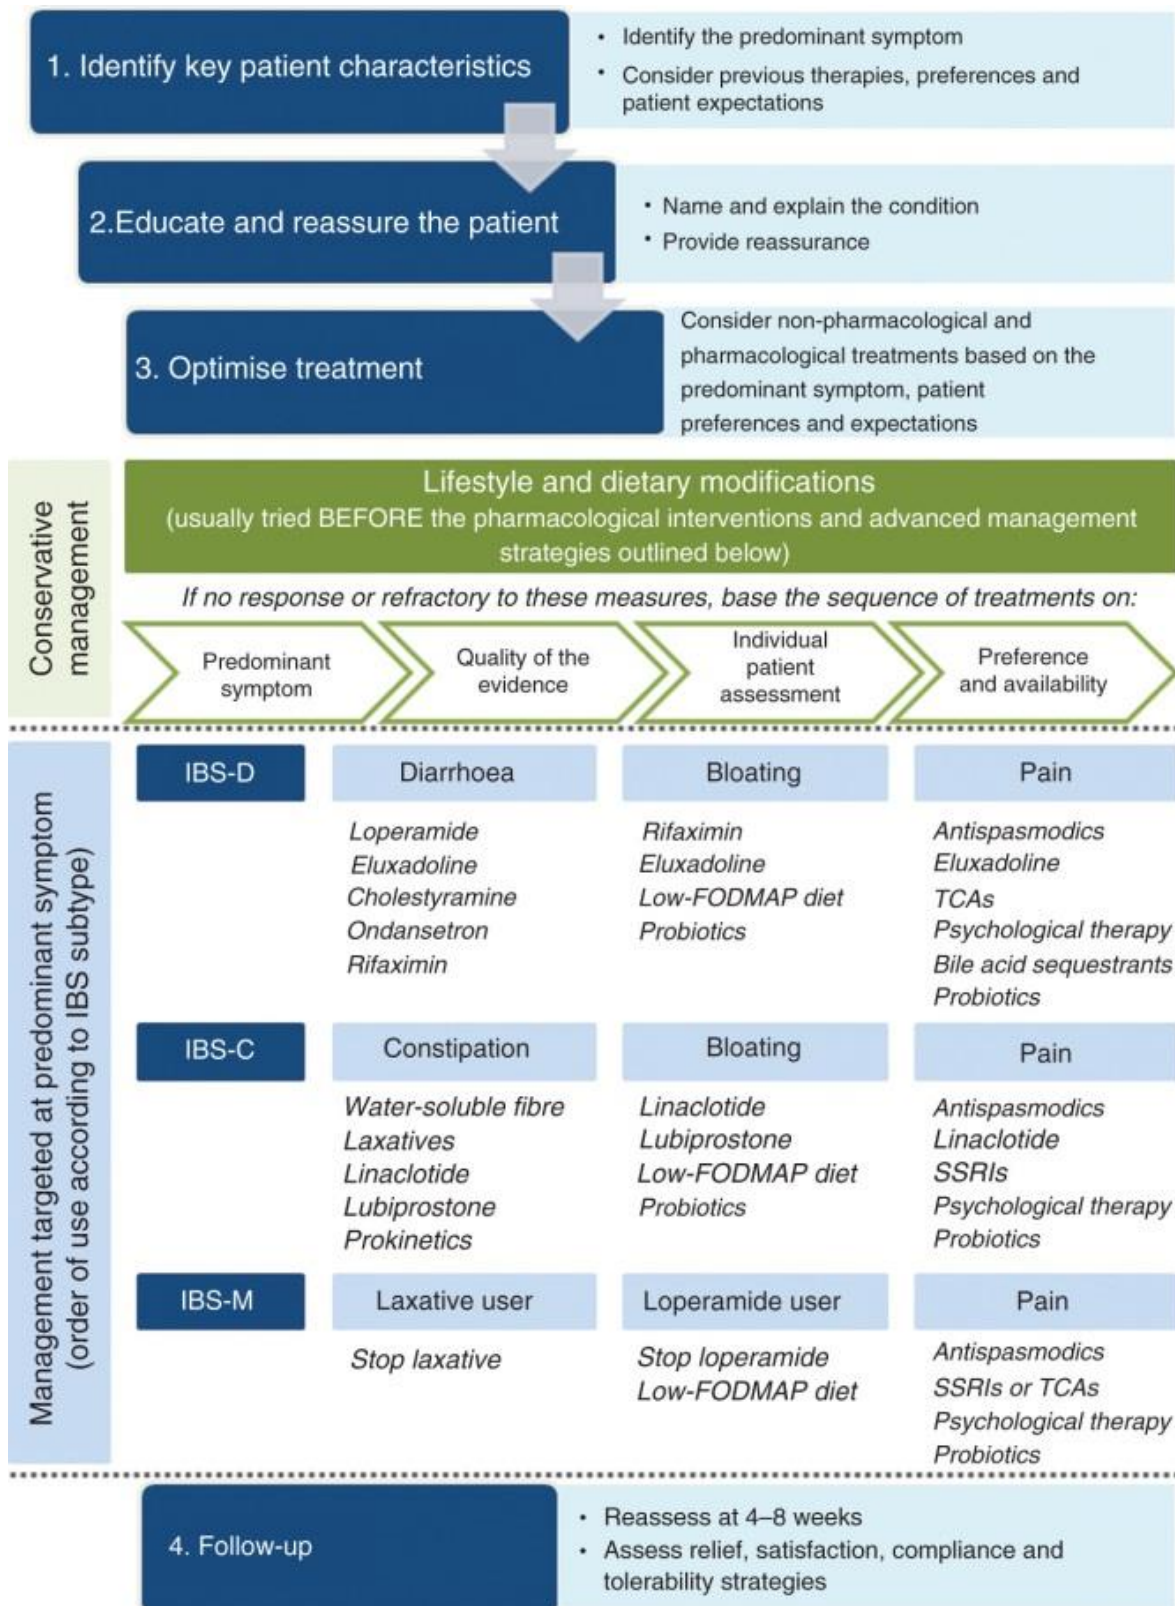 1. Identify key patient characteristics
• Identify the predominant symptom
• Consider previous therapies, preferences and
patient expectations
2.Educate and reassure the patient
• Name and explain the condition
• Provide reassurance
3. Optimise treatment
Consider non-pharmacological and
pharmacological treatments based on the
predominant symptom, patient
preferences and expectations
Conservative
management
Lifestyle and dietary modifications
(usually tried BEFORE the pharmacological interventions and advanced management
strategies outlined below)
If no response or refractory to these measures, base the sequence of treatments on:
Predominant
symptom
Quality of the
evidence
Individual
patient
assessment
Preference
and availability
Management targeted at predominant symptom
(order of use according to IBS subtype)
IBS-D
Diarrhoea
Loperamide
Eluxadoline
Cholestyramine
Ondansetron
Rifaximin
Bloating
Rifaximin
Eluxadoline
Low-FODMAP diet
Probiotics
Pain
Antispasmodics
Eluxadoline
TCAs
Psychological therapy
Bile acid sequestrants
Probiotics
IBS-C
Constipation
Water-soluble fibre
Laxatives
Linaclotide
Lubiprostone
Prokinetics
Bloating
Linaclotide
Lubiprostone
Low-FODMAP diet
Probiotics
Pain
Antispasmodics
Linaclotide
SSRIs
Psychological therapy
Probiotics
IBS-M
Laxative user
Stop laxative
Loperamide user
Stop loperamide
Low-FODMAP diet
Pain
Antispasmodics
SSRIs or TCAs
Psychological therapy
Probiotics
4. Follow-up
• Reassess at 4–8 weeks
• Assess relief, satisfaction, compliance and
tolerability strategies